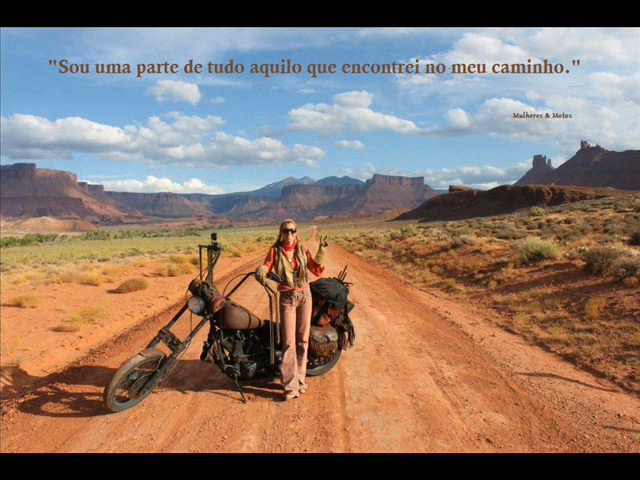 "Sou uma parte de tudo aquilo que encontrei no meu caminho."
Mulheres & Motos